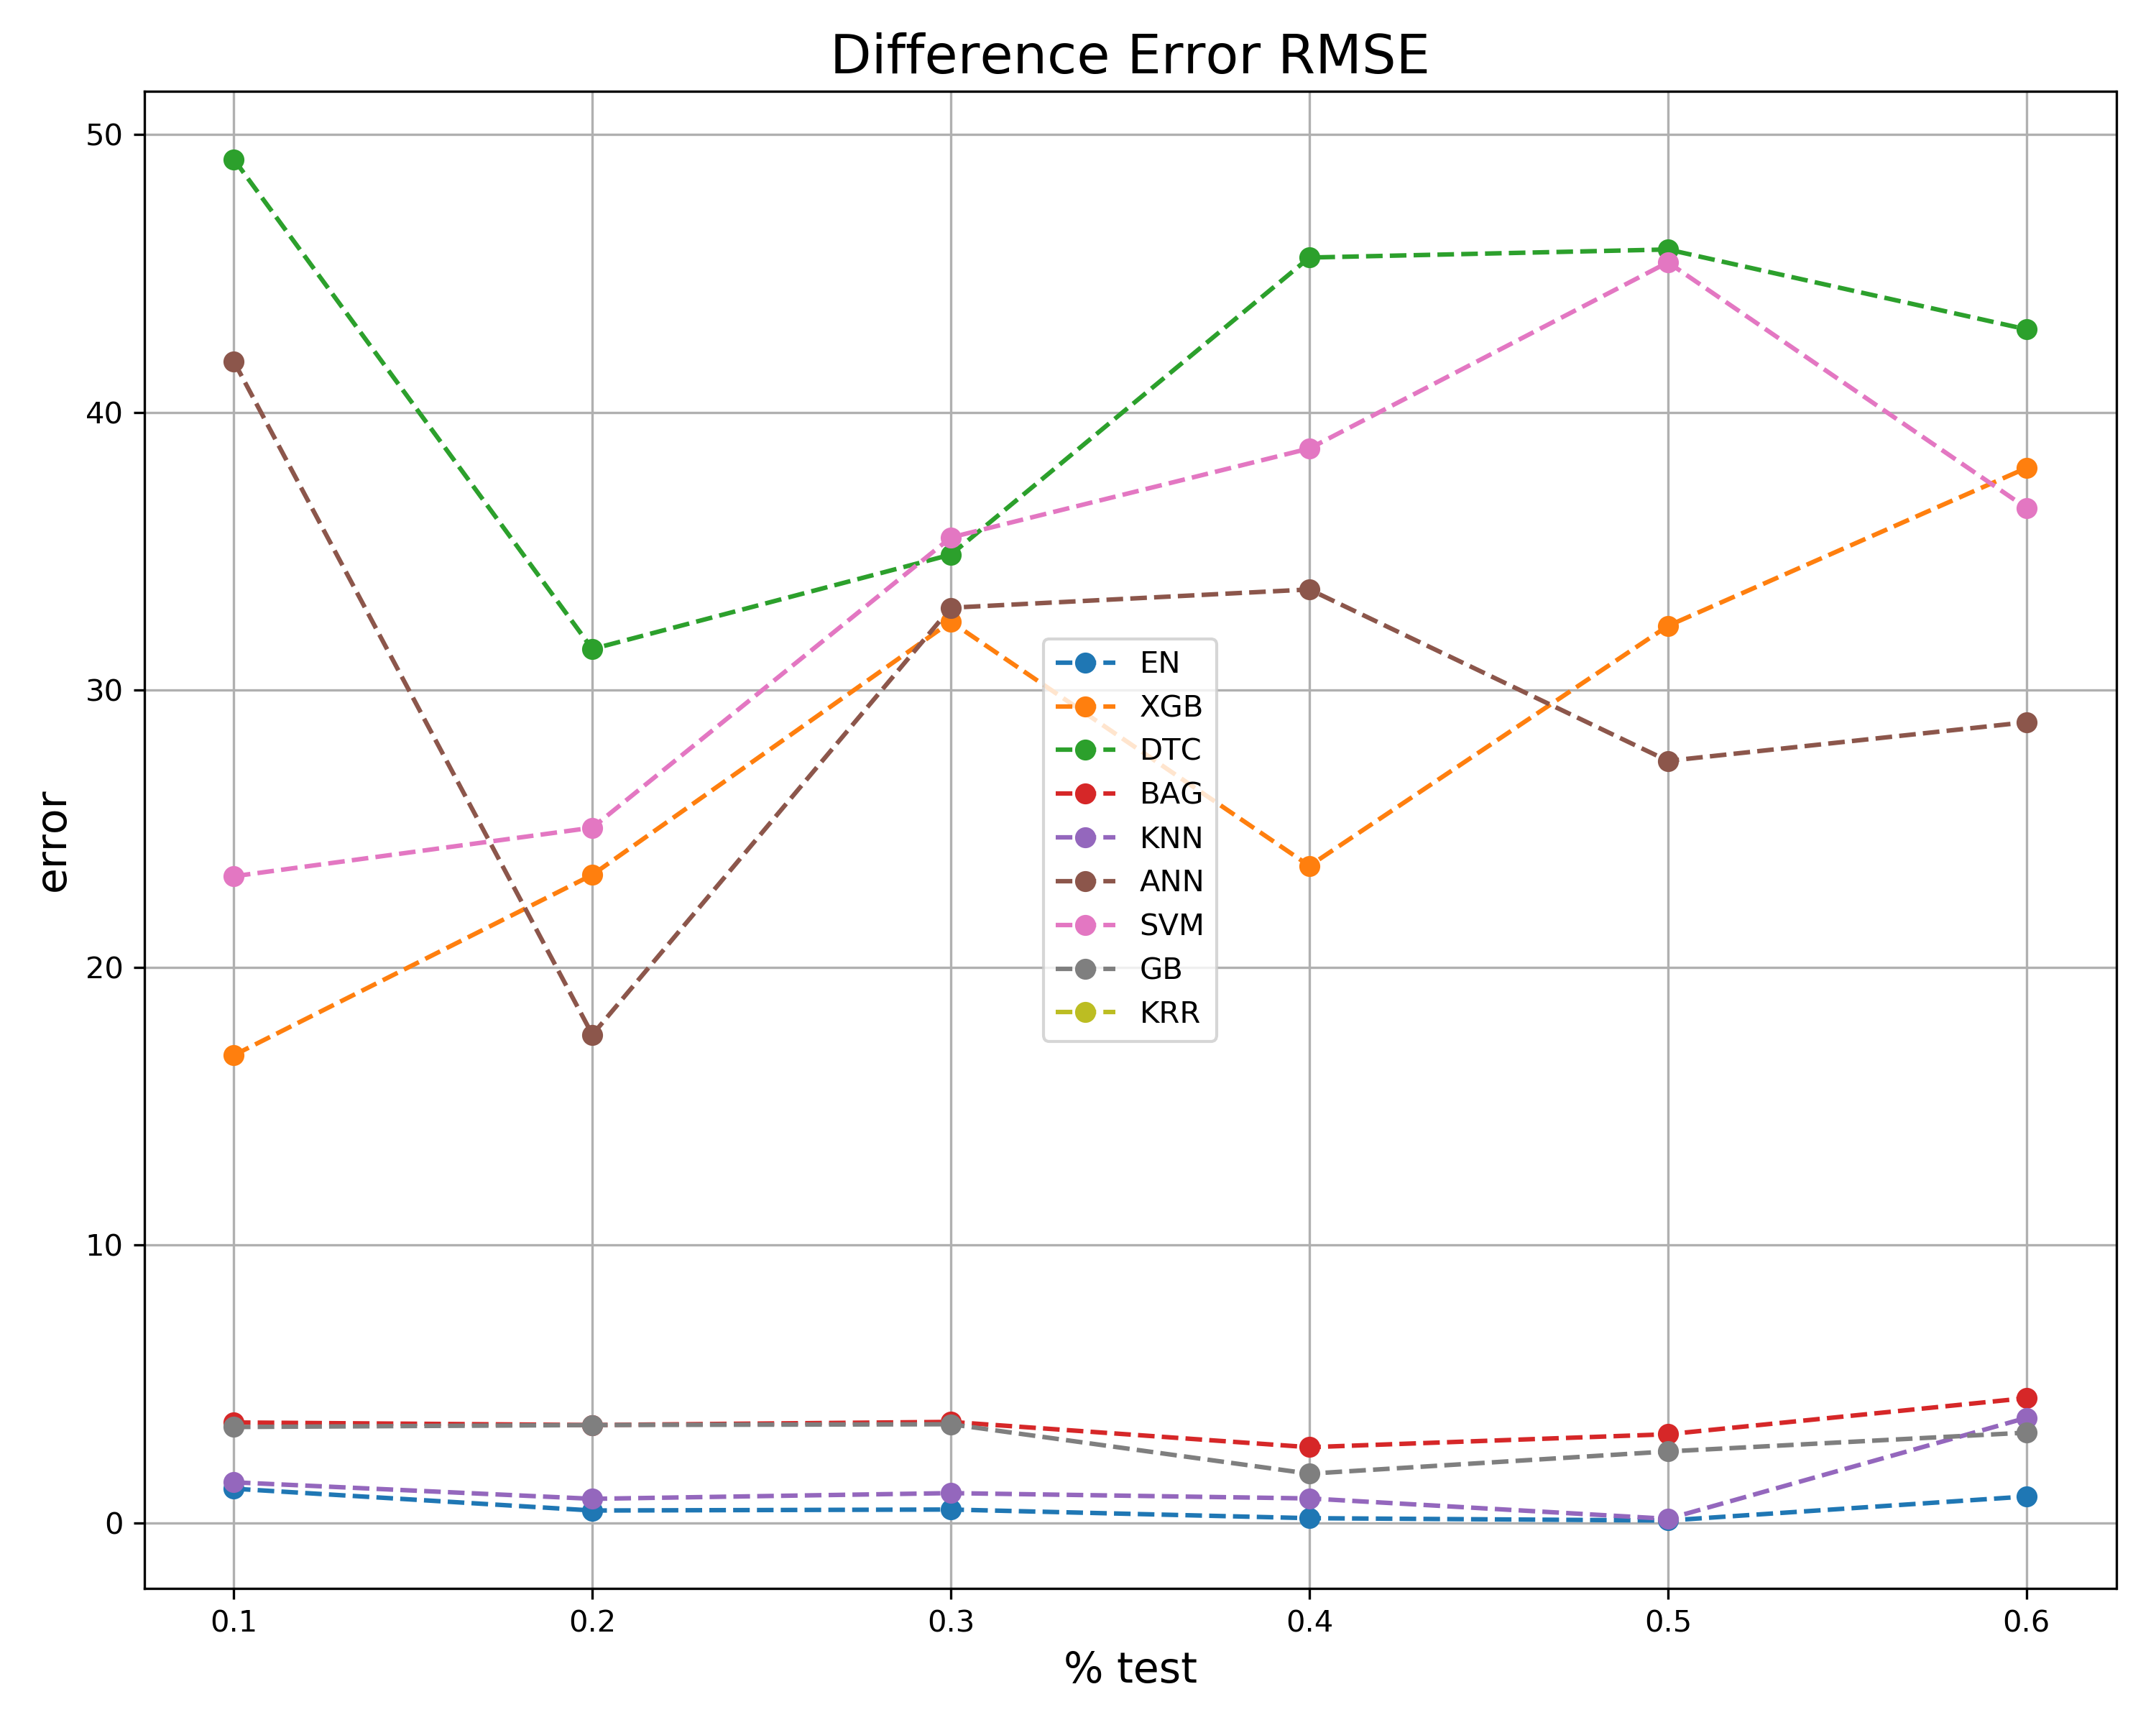 Difference Error RMSE
error
50
40
30
20
10
0
EN
XGB
DTC
BAG
KNN
ANN
SVM
GB
KRR
0.1 0.2 0.3 0.4 0.5 0.6
% test